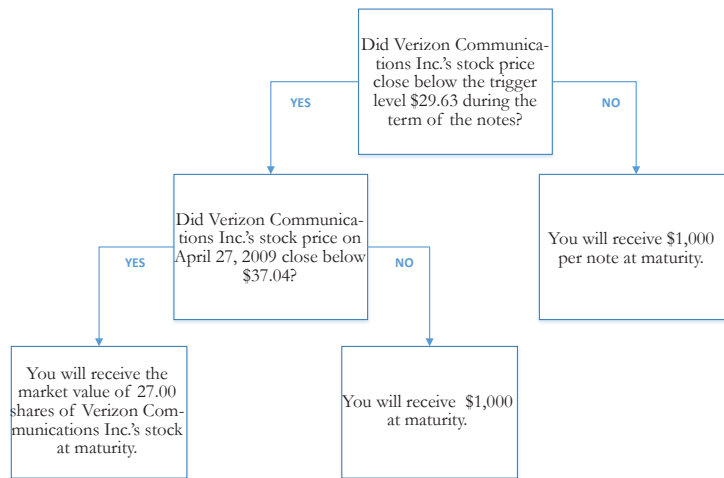 Did Verizon Communica-
tions Inc.'s stock price
close below the trigger
level $29.63 during the
term of the notes?
YES
NO
Did Verizon Communica-
tions Inc.'s stock price on
April 27, 2009 close below
$37.04?
You will receive $1,000
per note at maturity.
YES
NO
You will receive the
market value of 27.00
shares of Verizon Com-
munications Inc.'s stock
at maturity.
You will receive $1,000
at maturity.